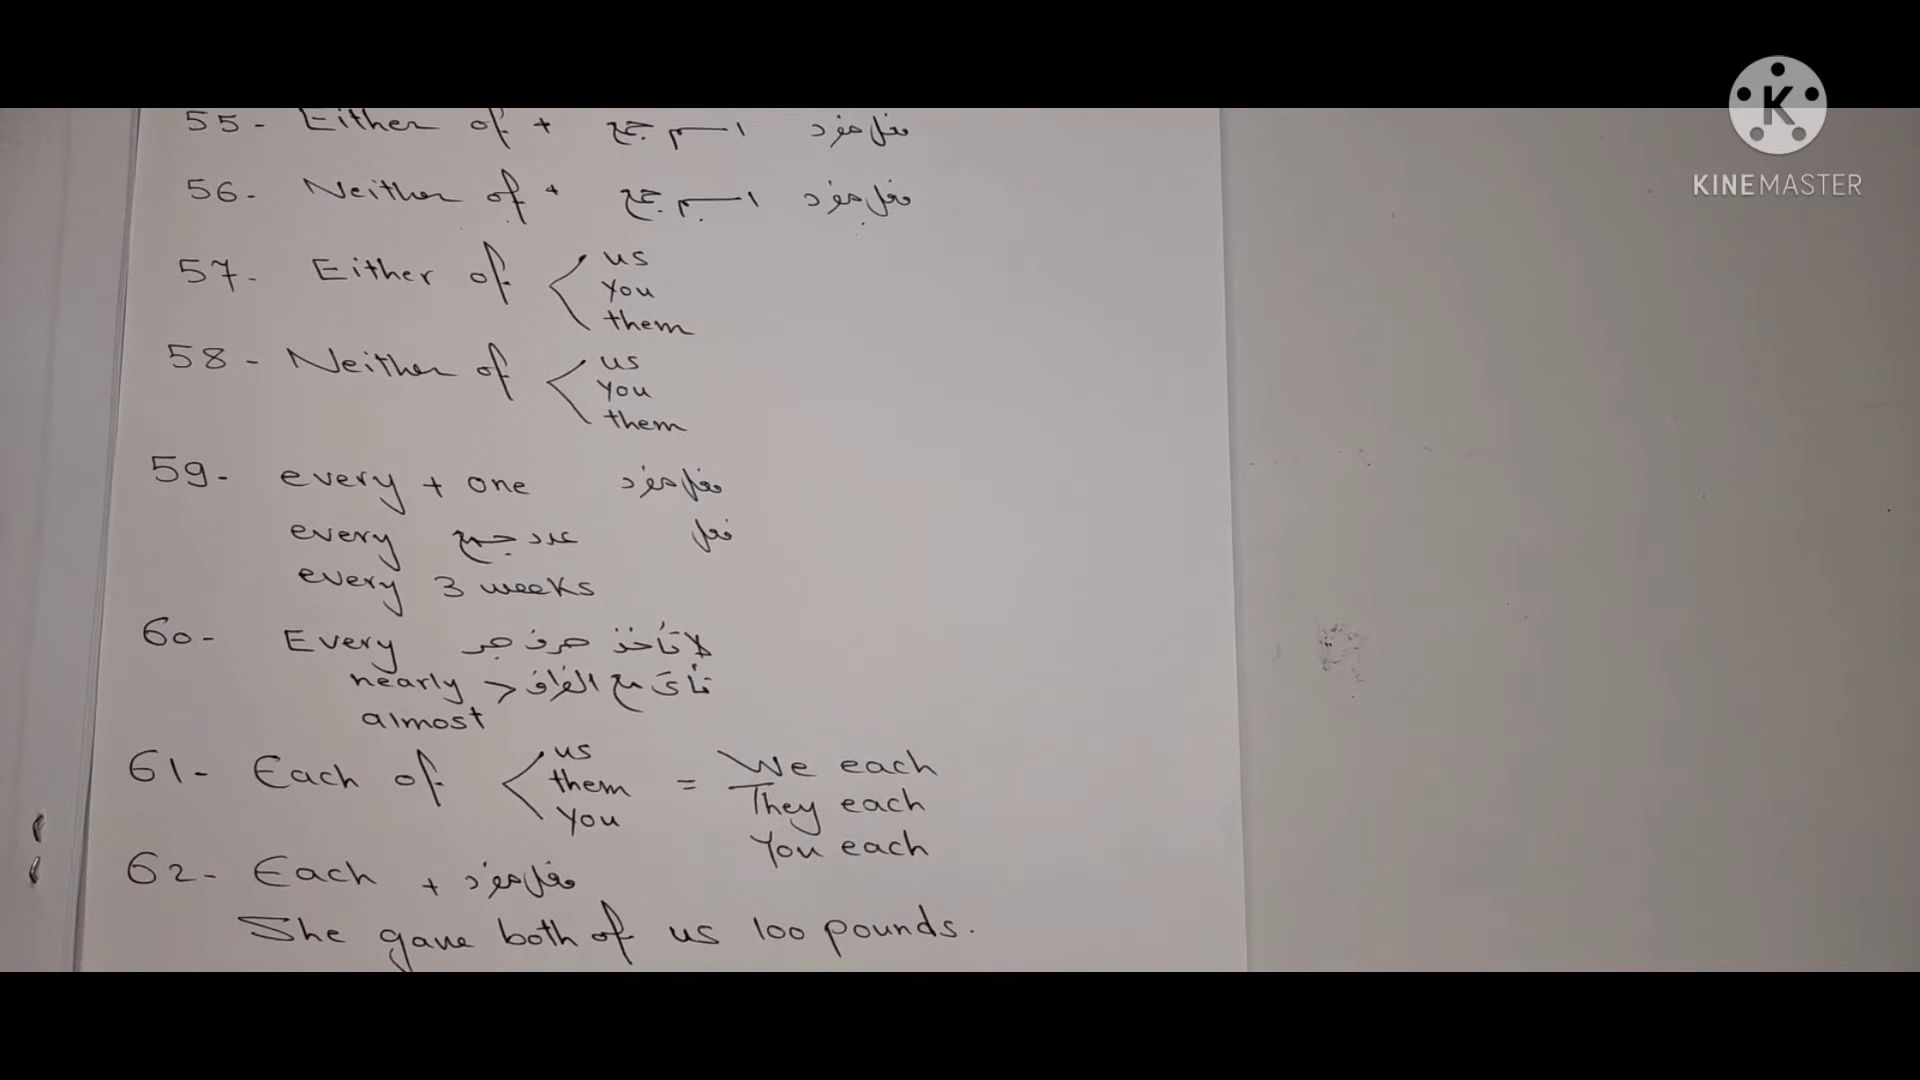 55- Either of + اسم جمع فعل مفرد
56- Neither of + اسم جمع فعل مفرد
57- Either of < us
you
them
58- Neither of < us
you
them
59- every + one فعل مفرد
every عدد جمع فعل
every 3 weeks
60- Every لا تأخذ حرف جر
nearly > تأتى مع
almost
61- Each of < us = We each
them They each
you You each
62- Each + فعل مفرد
She gave both of us 100 pounds.
K
KINEMASTER